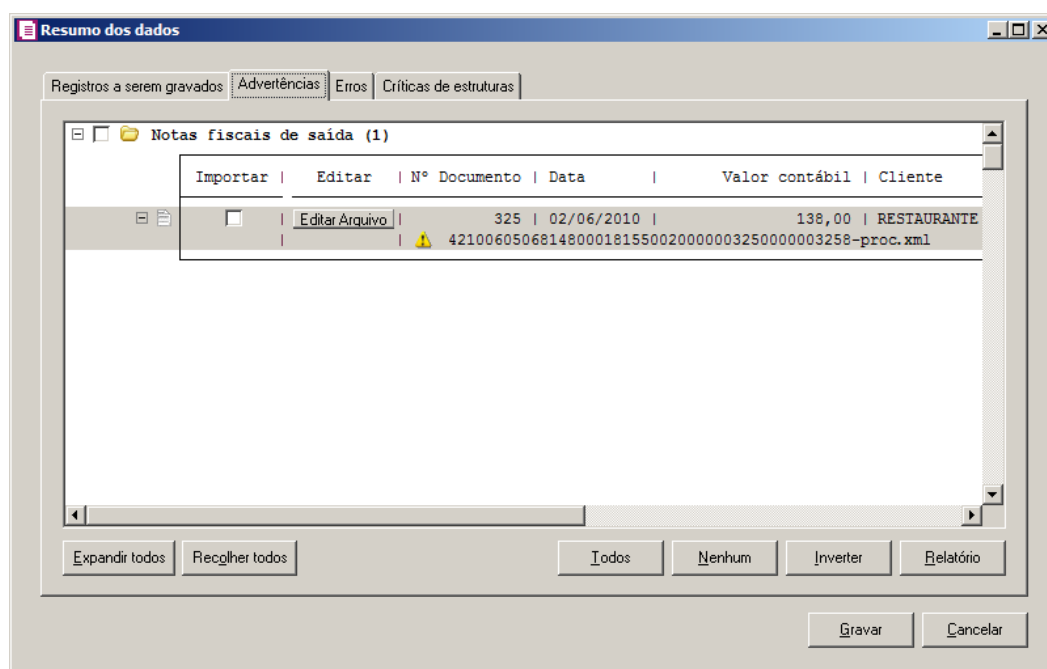 Resumo dos dados
Registros a serem gravados Advertências Erros Críticas de estruturas
Notas fiscais de saída (1)
Importar | Editar | Nº Documento | Data | Valor contábil | Cliente
| Editar Arquivo | 325 | 02/06/2010 | 138,00 | RESTAURANTE
| | 42100605068148000181550020000003250000003258-proc.xml
Expandir todos Recolher todos Todos Nenhum Inverter Relatório
Gravar Cancelar